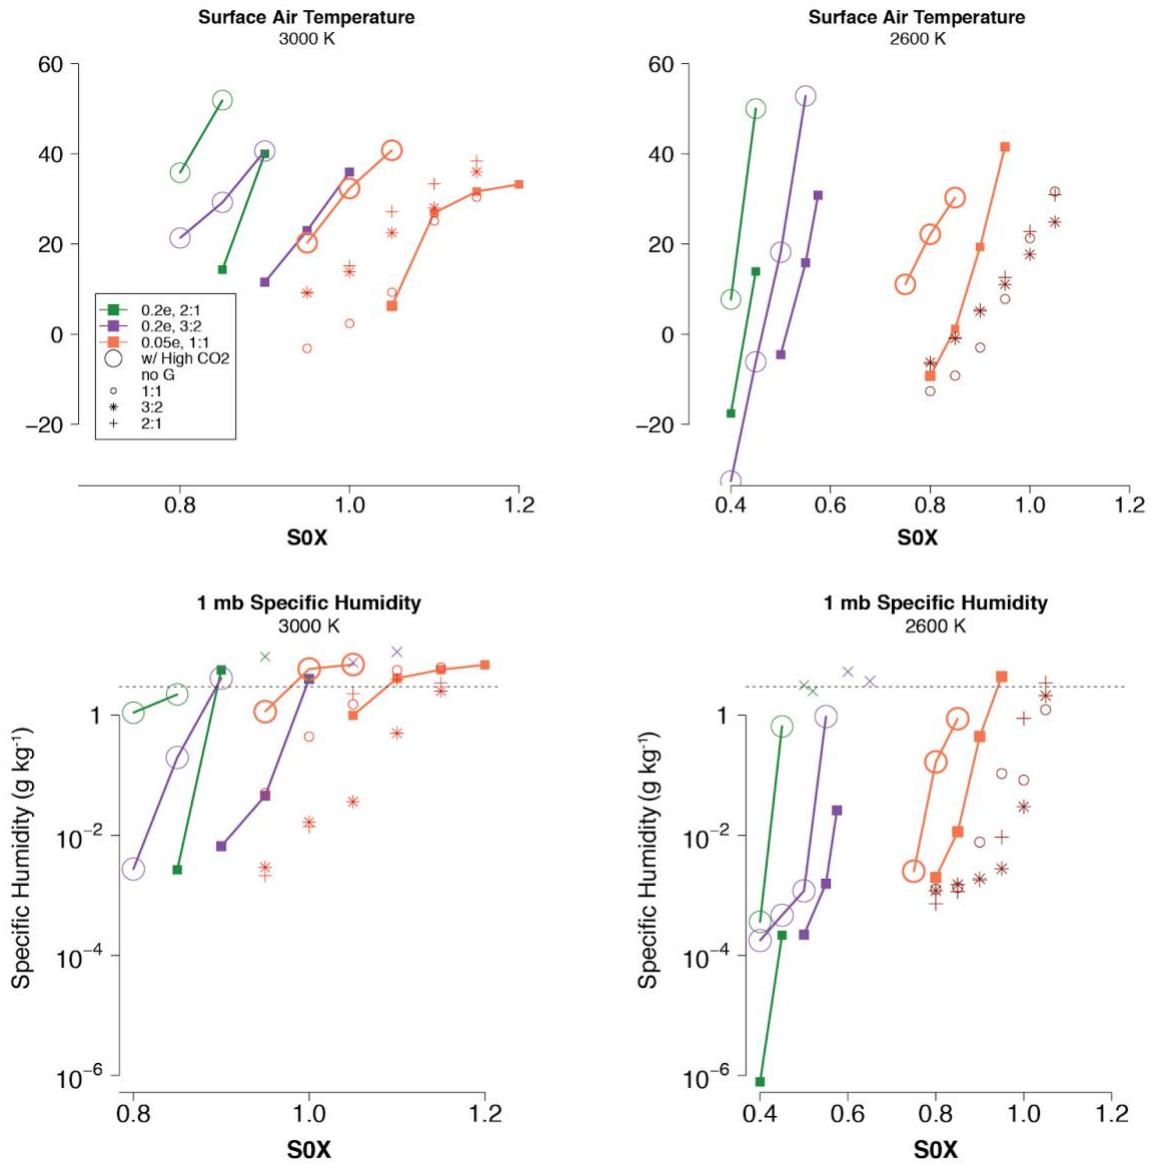 Surface Air Temperature
3000 K
60
40
20
0
−20
0.2e, 2:1
0.2e, 3:2
0.05e, 1:1
w/ High CO2
no G
1:1
3:2
2:1
0.8 1.0 1.2
S0X
Surface Air Temperature
2600 K
60
40
20
0
−20
0.4 0.6 0.8 1.0 1.2
S0X
1 mb Specific Humidity
3000 K
Specific Humidity (g kg⁻¹)
1
10⁻²
10⁻⁴
10⁻⁶
0.8 1.0 1.2
S0X
1 mb Specific Humidity
2600 K
Specific Humidity (g kg⁻¹)
1
10⁻²
10⁻⁴
10⁻⁶
0.4 0.6 0.8 1.0 1.2
S0X